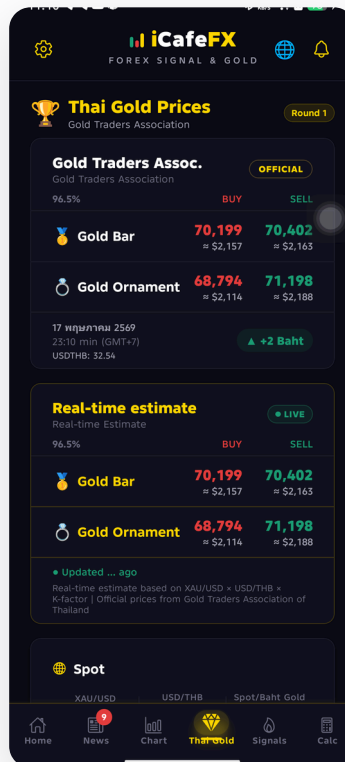 iCafeFX
FOREX SIGNAL & GOLD
Thai Gold Prices
Gold Traders Association
Round 1
Gold Traders Assoc.
Gold Traders Association
OFFICIAL
96.5% BUY SELL
Gold Bar 70,199 70,402
≈ $2,157 ≈ $2,163
Gold Ornament 68,794 71,198
≈ $2,114 ≈ $2,188
17 พฤษภาคม 2569
23:10 min (GMT+7)
USDTHB: 32.54
▲ +2 Baht
Real-time estimate
Real-time Estimate
● LIVE
96.5% BUY SELL
Gold Bar 70,199 70,402
≈ $2,157 ≈ $2,163
Gold Ornament 68,794 71,198
≈ $2,114 ≈ $2,188
● Updated ... ago
Real-time estimate based on XAU/USD × USD/THB ×
K-factor | Official prices from Gold Traders Association of
Thailand
Spot
XAU/USD USD/THB Spot/Baht Gold
9
Home News Chart Thai Gold Signals Calc